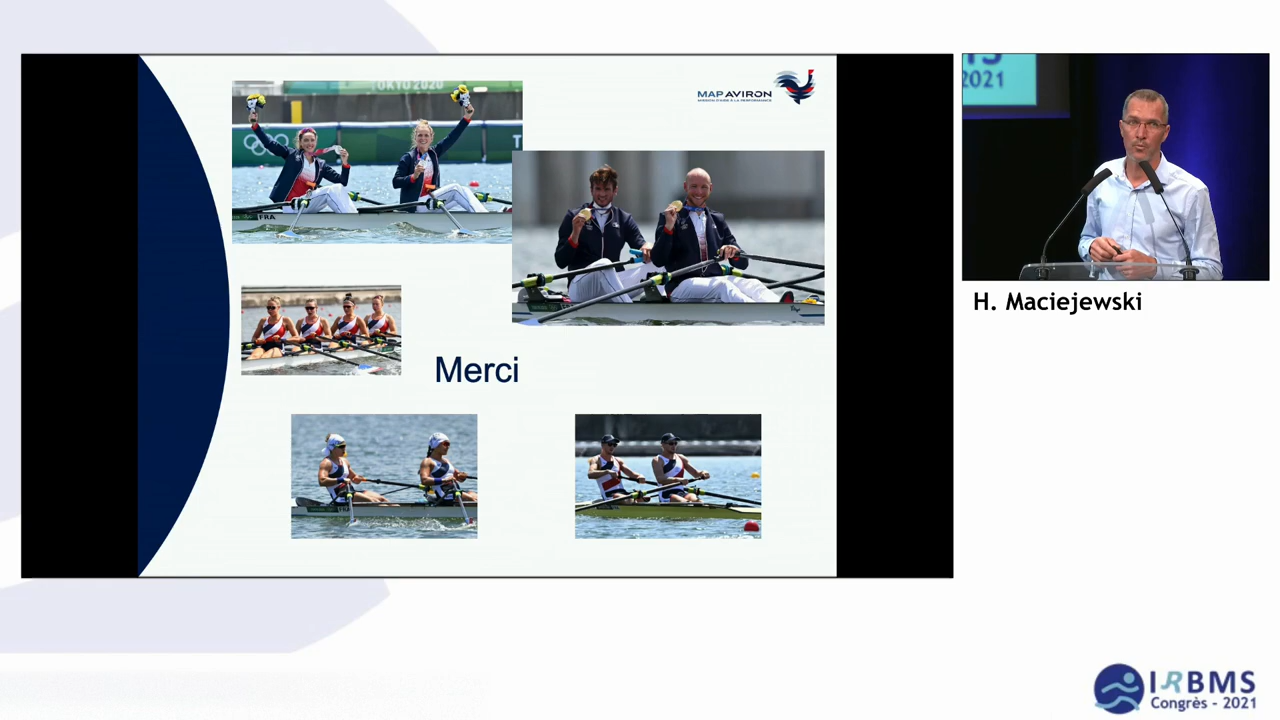 TOKYO 2020
MAP AVIRON
MISSION D'AIDE À LA PERFORMANCE
FRA
Merci
2021
H. Maciejewski
IRBMS
Congrès - 2021